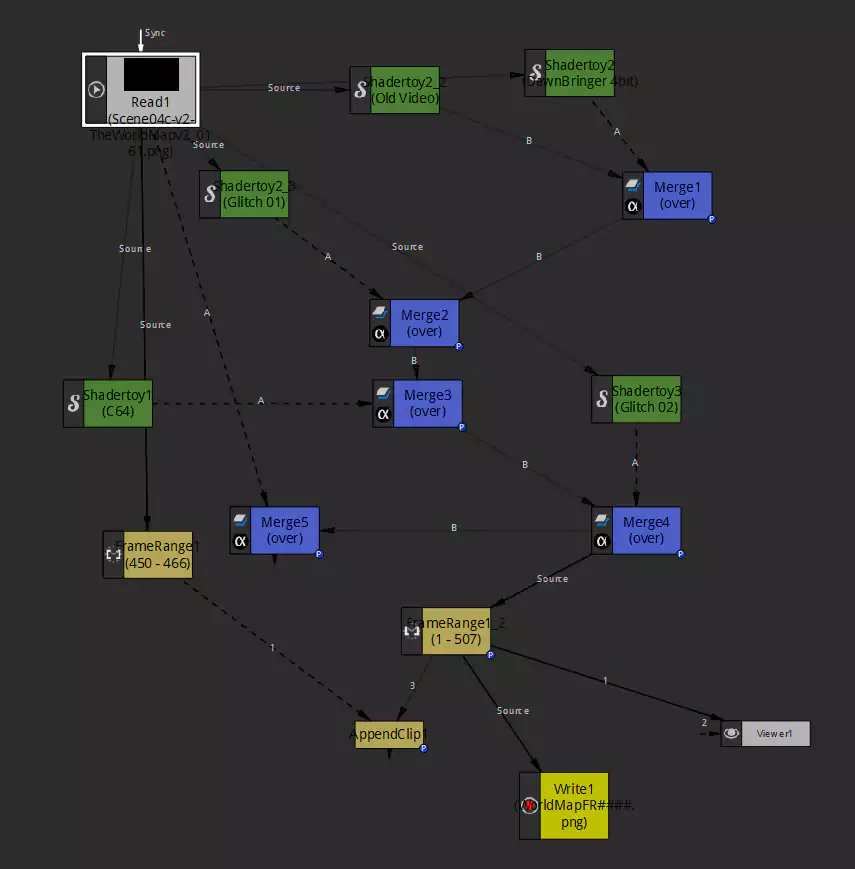 Sync
Read1
(Scene04c-v2-
TheWorldMapv2_01
61.png)
Source
Shadertoy2_2
(Old Video)
Shadertoy2
(DawnBringer 4bit)
A
B
Source
Shadertoy2_3
(Glitch 01)
Merge1
(over)
P
Source
A
Source
B
Source
A
Merge2
(over)
P
B
Shadertoy1
(C64)
A
Merge3
(over)
P
Shadertoy3
(Glitch 02)
B
A
FrameRange1
(450 - 466)
Merge5
(over)
P
B
Merge4
(over)
P
Source
FrameRange1_2
(1 - 507)
P
1
3
1
Source
AppendClip1
P
2
Viewer1
Write1
(WorldMapFR####.
png)